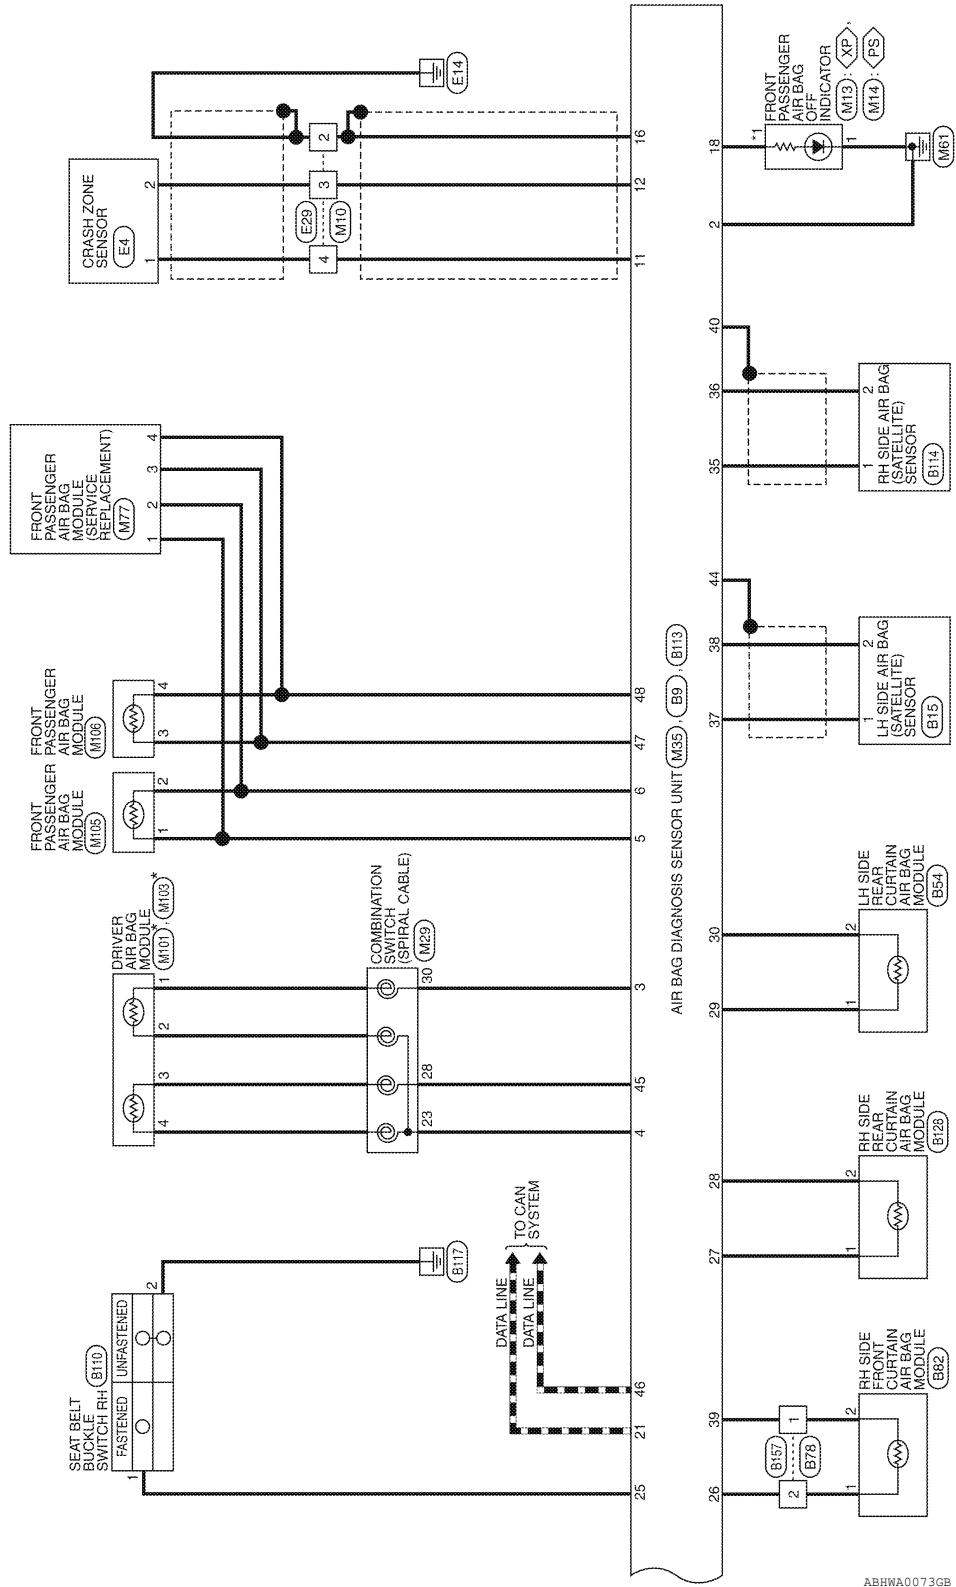 SEAT BELT
BUCKLE
SWITCH RH
B110
FASTENED
UNFASTENED
1
2
B117
DATA LINE
DATA LINE
TO CAN
SYSTEM
DRIVER
AIR BAG
MODULE
M101
*
,
M103
*
4
3
2
1
COMBINATION
SWITCH
(SPIRAL CABLE)
M29
23
28
30
FRONT
PASSENGER
AIR BAG
MODULE
M105
1
2
FRONT
PASSENGER
AIR BAG
MODULE
M106
3
4
FRONT
PASSENGER
AIR BAG
MODULE
(SERVICE
REPLACEMENT)
M77
1
2
3
4
CRASH ZONE
SENSOR
E4
1
2
E29
M10
4
3
2
E14
25
21
46
4
45
3
5
6
47
48
11
12
16
AIR BAG DIAGNOSIS SENSOR UNIT M35 , B9 , B113
26
39
27
28
29
30
37
38
44
35
36
40
2
18
B157
B78
2
1
1
2
RH SIDE
FRONT
CURTAIN
AIR BAG
MODULE
B82
1
2
RH SIDE
REAR
CURTAIN
AIR BAG
MODULE
B128
1
2
LH SIDE
REAR
CURTAIN
AIR BAG
MODULE
B54
1
2
LH SIDE AIR BAG
(SATELLITE)
SENSOR
B15
1
2
RH SIDE AIR BAG
(SATELLITE)
SENSOR
B114
*1
1
FRONT
PASSENGER
AIR BAG
OFF
INDICATOR
M13 : XP ,
M14 : PS
M61
ABHWA0073GB